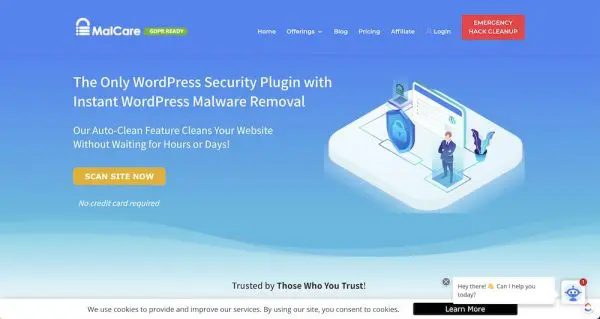 MalCare
GDPR READY
Home
Offerings
Blog
Pricing
Affiliate
Login
EMERGENCY
HACK CLEANUP
The Only WordPress Security Plugin with
Instant WordPress Malware Removal
Our Auto-Clean Feature Cleans Your Website
Without Waiting for Hours or Days!
SCAN SITE NOW
No credit card required
Trusted by Those Who You Trust!
Hey there! 👋 Can I help you
today?
1
We use cookies to provide and improve our services. By using our site, you consent to cookies.
Learn More